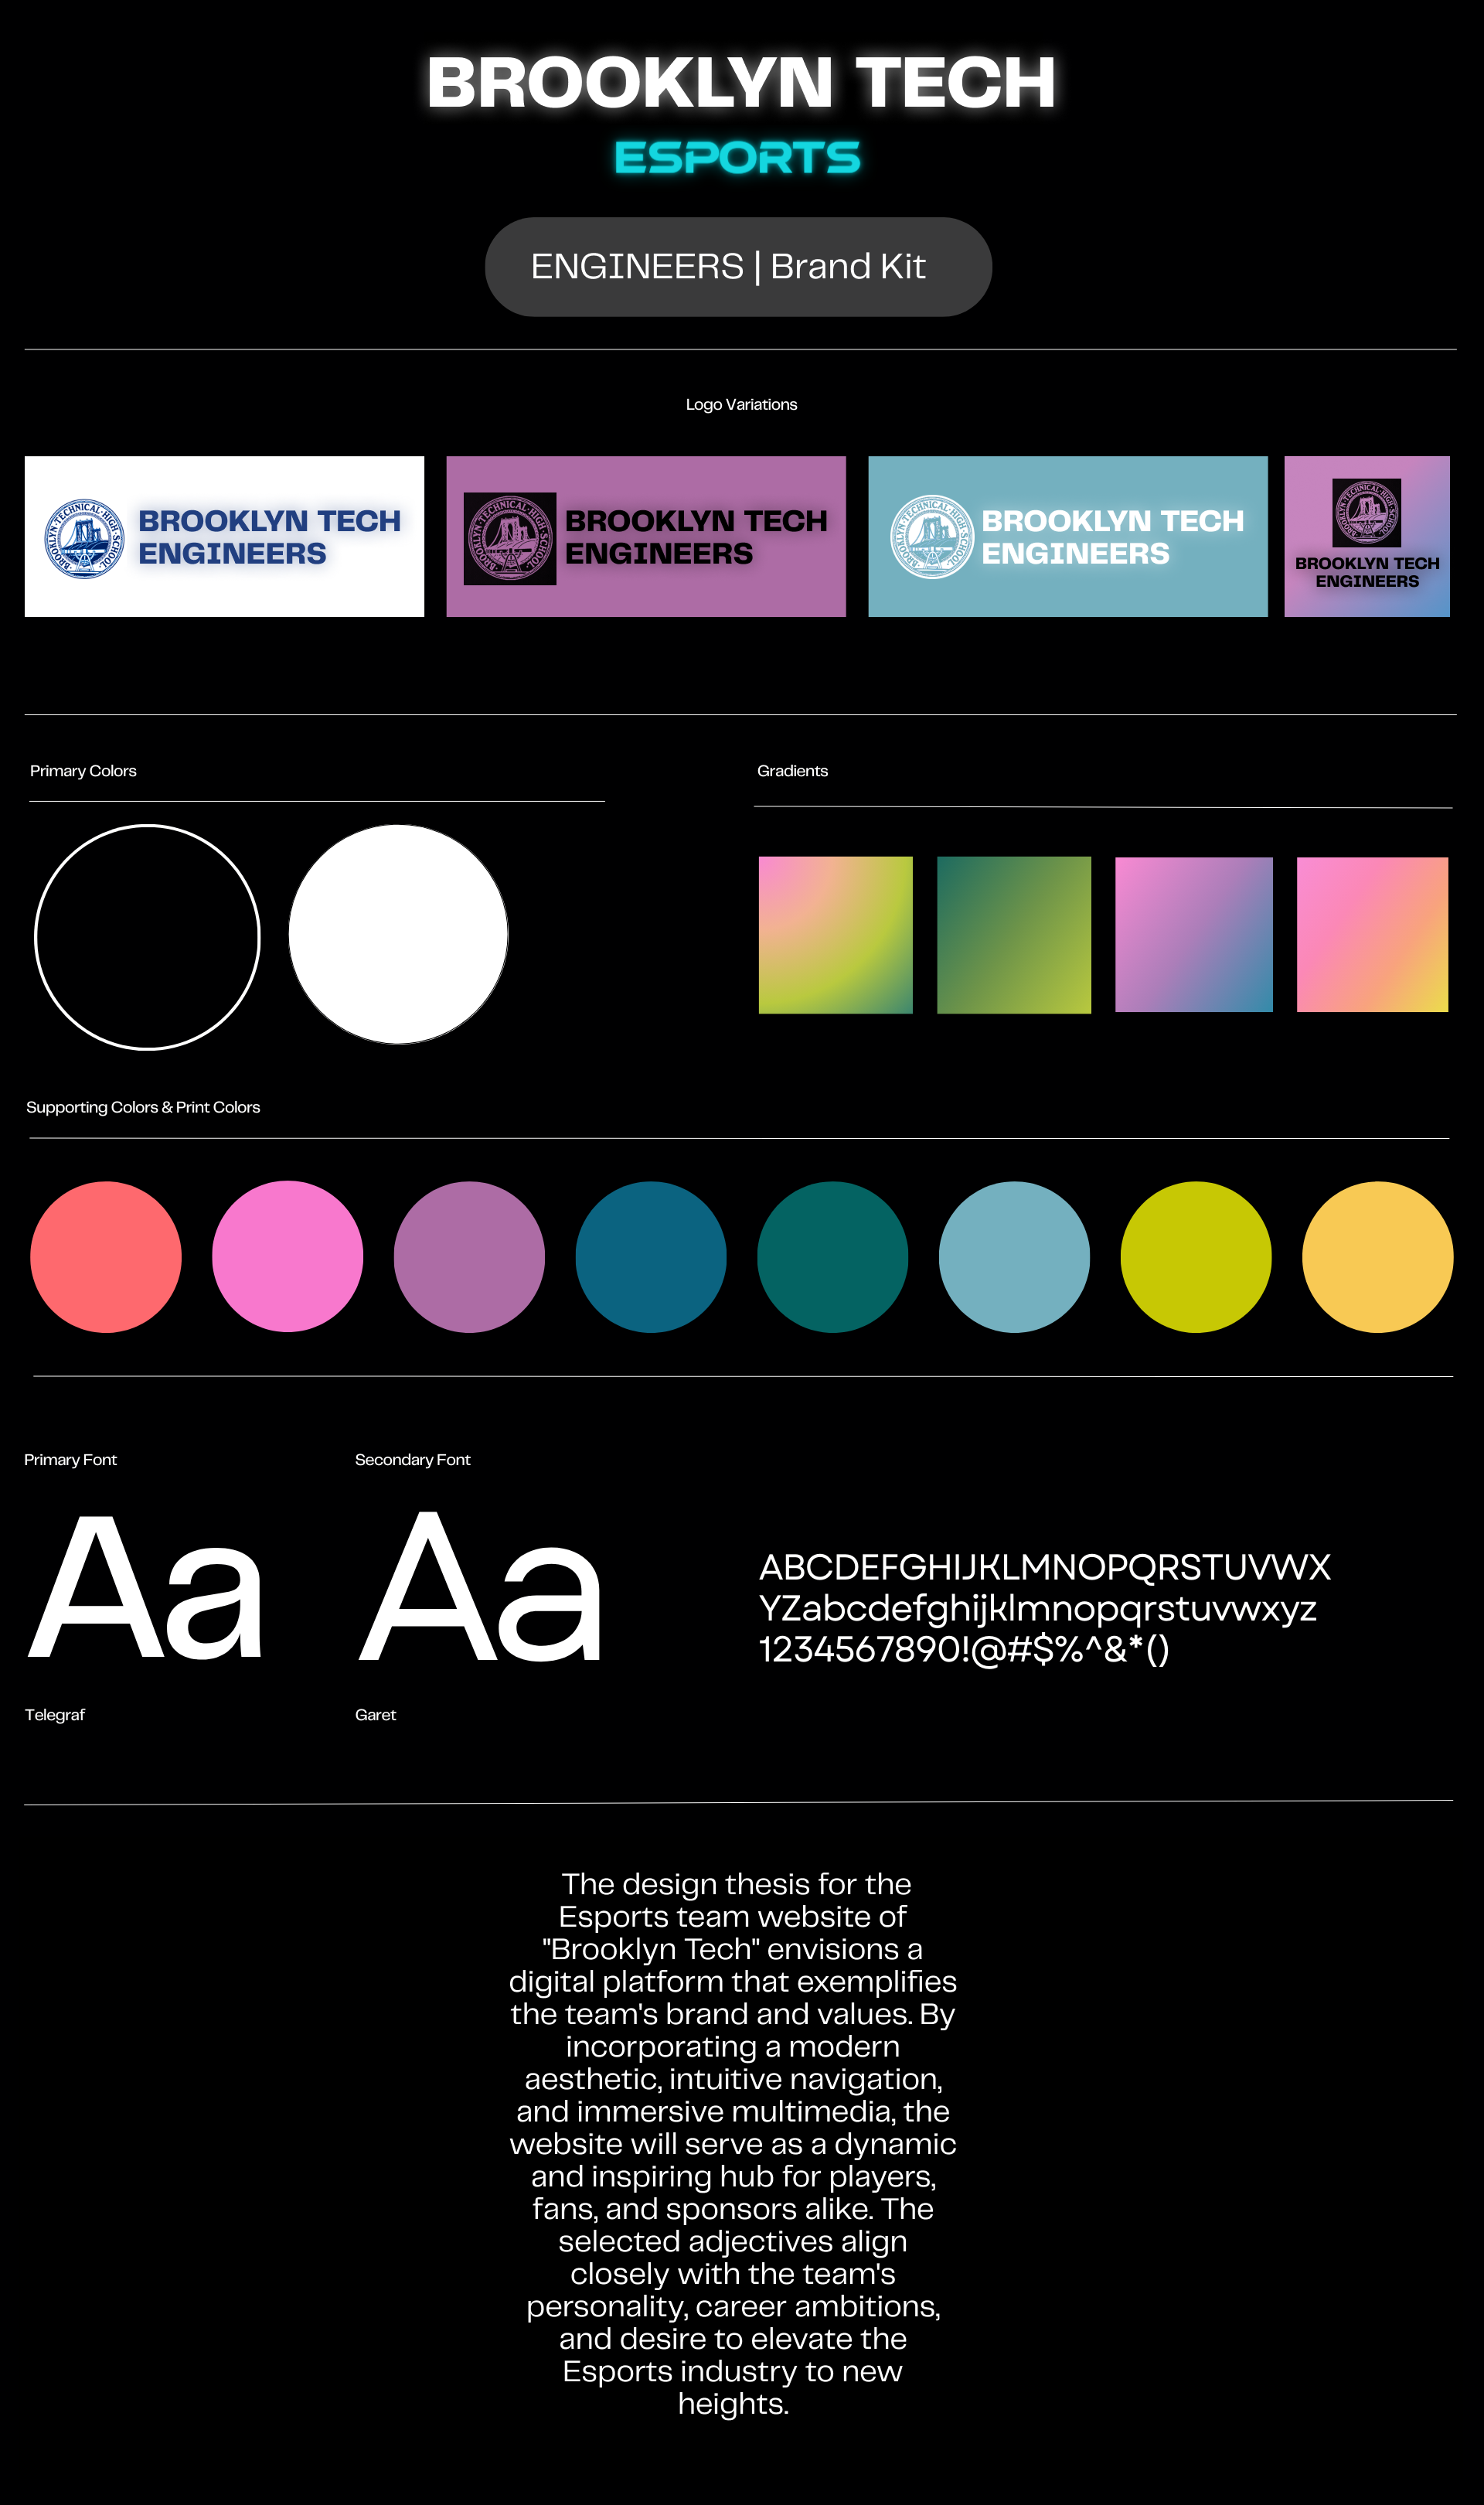 BROOKLYN TECH
ESPORTS
ENGINEERS | Brand Kit
Logo Variations
BROOKLYN·TECHNICAL·HIGH·SCHOOL·
BROOKLYN TECH
ENGINEERS
BROOKLYN·TECHNICAL·HIGH·SCHOOL·
BROOKLYN TECH
ENGINEERS
BROOKLYN·TECHNICAL·HIGH·SCHOOL·
BROOKLYN TECH
ENGINEERS
BROOKLYN·TECHNICAL·HIGH·SCHOOL·
BROOKLYN TECH
ENGINEERS
Primary Colors
Gradients
Supporting Colors & Print Colors
Primary Font
Secondary Font
Aa
Aa
ABCDEFGHIJKLMNOPQRSTUVWX
YZabcdefghijklmnopqrstuvwxyz
1234567890!@#$%^&*()
Telegraf
Garet
The design thesis for the
Esports team website of
"Brooklyn Tech" envisions a
digital platform that exemplifies
the team's brand and values. By
incorporating a modern
aesthetic, intuitive navigation,
and immersive multimedia, the
website will serve as a dynamic
and inspiring hub for players,
fans, and sponsors alike. The
selected adjectives align
closely with the team's
personality, career ambitions,
and desire to elevate the
Esports industry to new
heights.